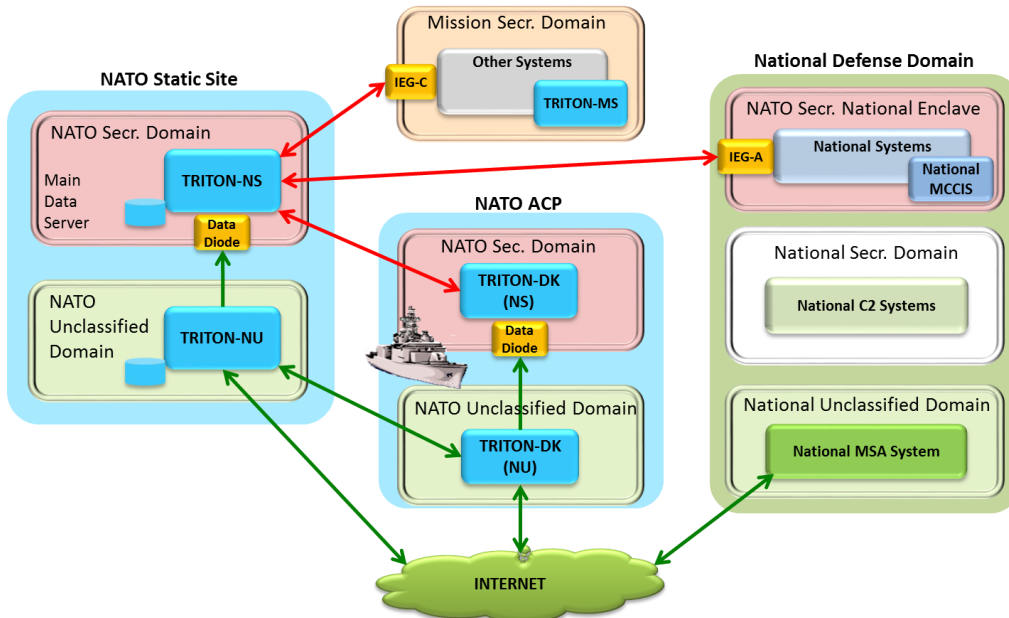 Mission Secr. Domain
Other Systems
IEG-C
TRITON-MS
NATO Static Site
NATO Secr. Domain
TRITON-NS
Main
Data
Server
Data
Diode
NATO
Unclassified
Domain
TRITON-NU
NATO ACP
NATO Sec. Domain
TRITON-DK
(NS)
Data
Diode
NATO Unclassified Domain
TRITON-DK
(NU)
National Defense Domain
NATO Secr. National Enclave
National Systems
IEG-A
National
MCCIS
National Secr. Domain
National C2 Systems
National Unclassified Domain
National MSA System
INTERNET